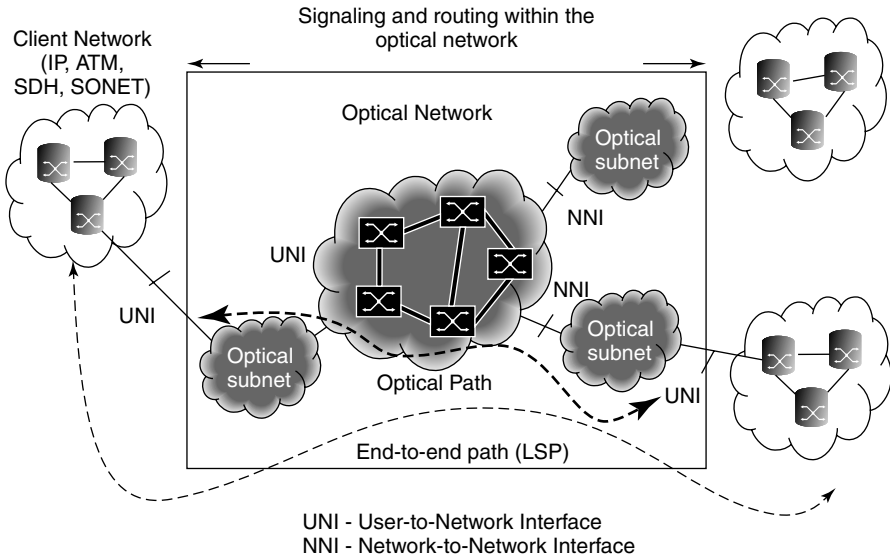 Signaling and routing within the
optical network
Client Network
(IP, ATM,
SDH, SONET)
Optical Network
Optical
subnet
NNI
UNI
NNI
UNI
Optical
subnet
Optical
subnet
Optical Path
UNI
End-to-end path (LSP)
UNI - User-to-Network Interface
NNI - Network-to-Network Interface